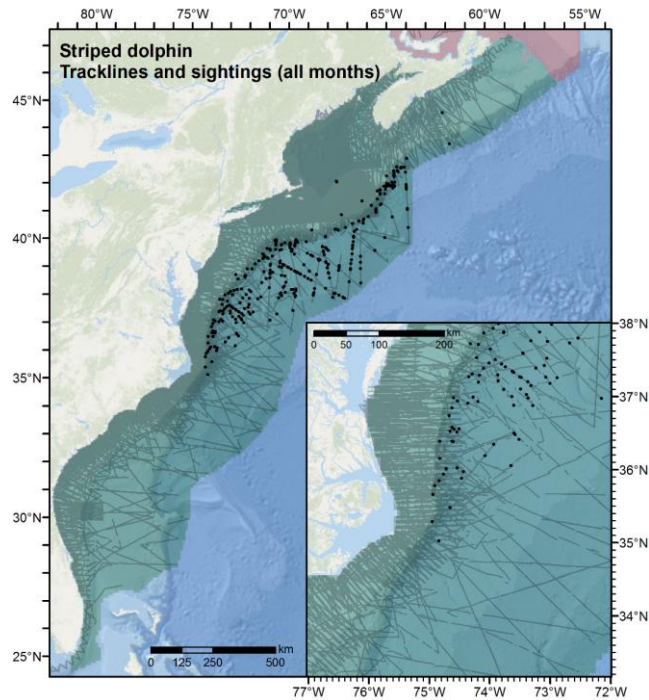 80°W 75°W 70°W 65°W 60°W 55°W
Striped dolphin
Tracklines and sightings (all months)
45°N
40°N
35°N
30°N
25°N
km
0 125 250 500
km
0 50 100 200
38°N
37°N
36°N
35°N
34°N
77°W 76°W 75°W 74°W 73°W 72°W